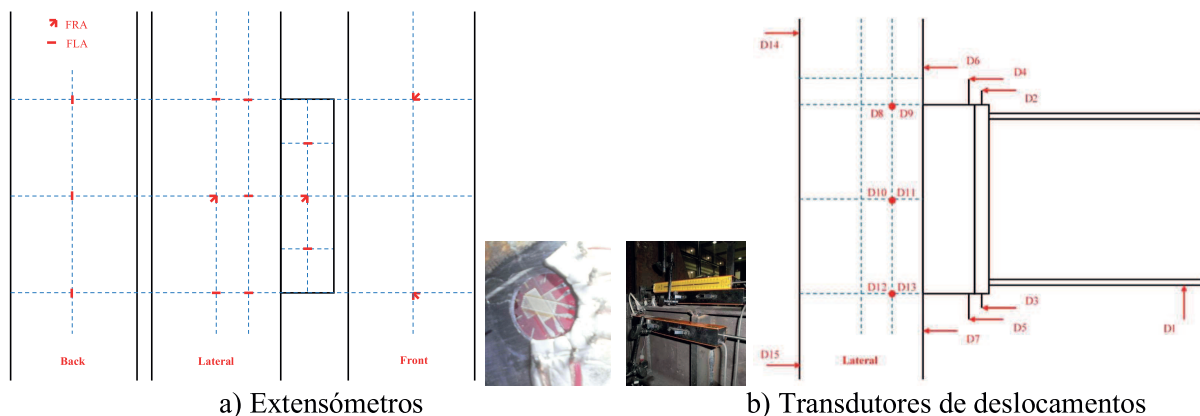 FRA
FLA
Back
Lateral
Front
a) Extensómetros
D14
D6
D4
D2
D8 D9
D10 D11
D12 D13
D3
D5
D1
D7
D15
Lateral
b) Transdutores de deslocamentos